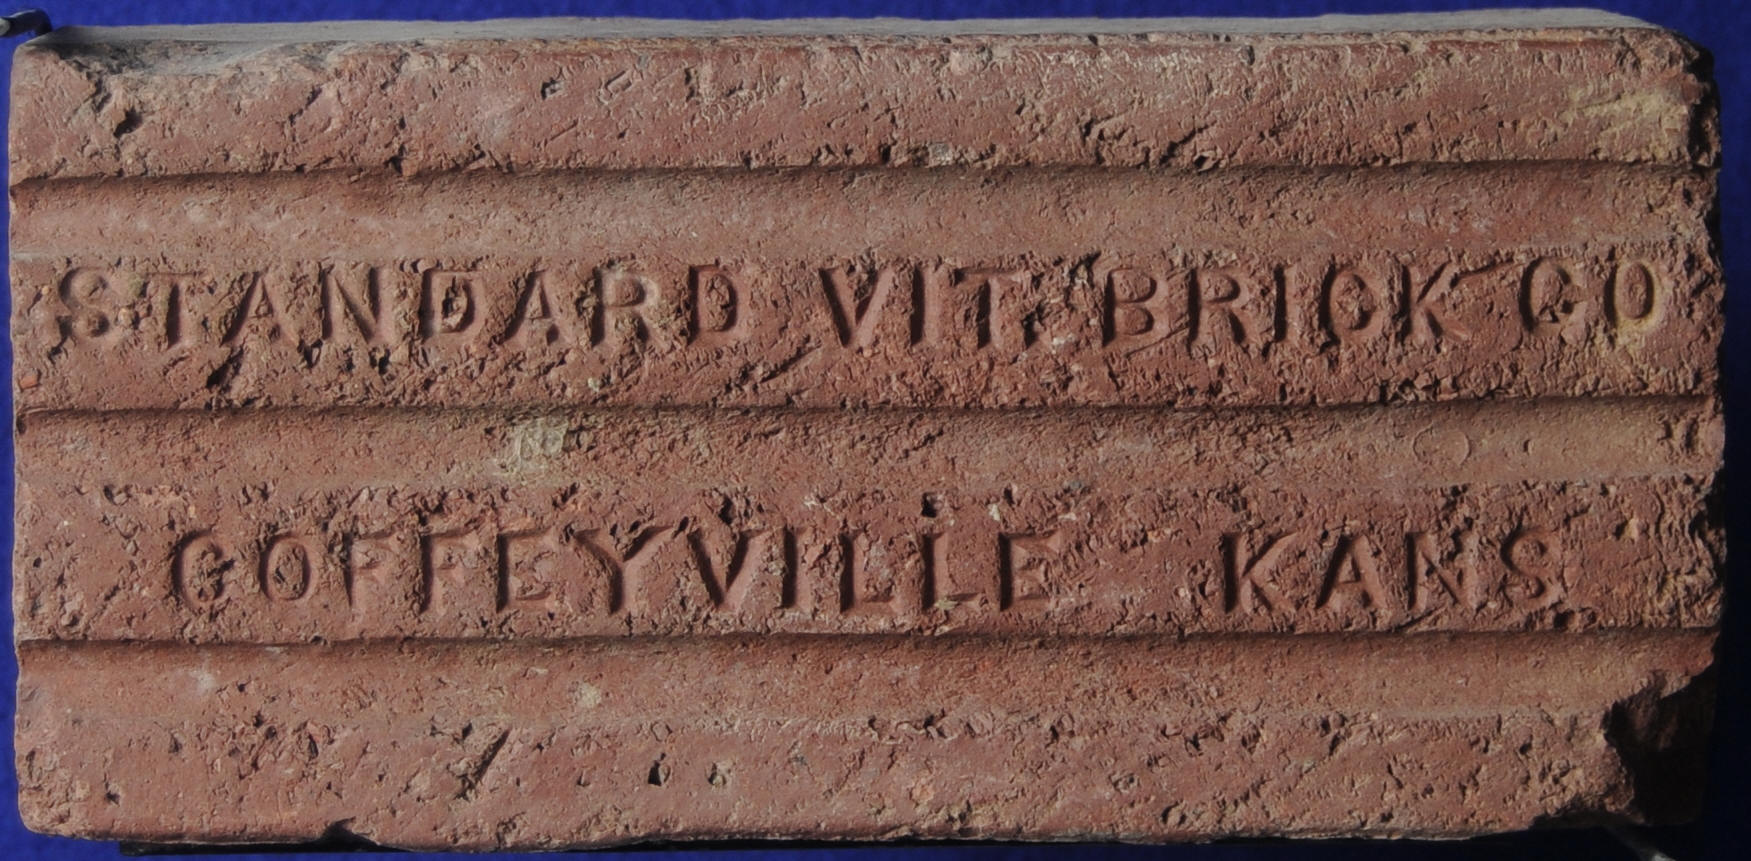 STANDARD VIT. BRICK CO
COFFEYVILLE KANS